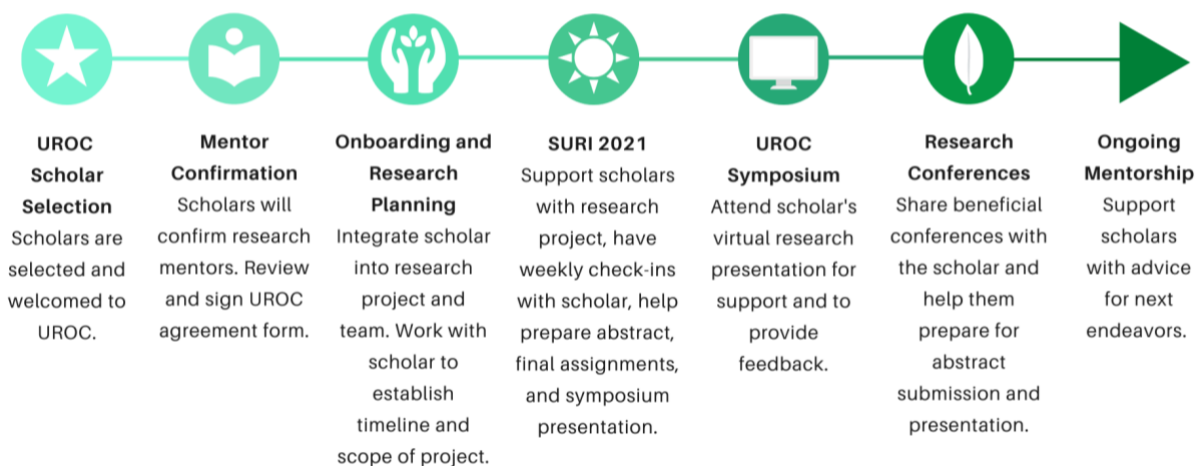 UROC
Scholar
Selection
Scholars are
selected and
welcomed to
UROC.
Mentor
Confirmation
Scholars will
confirm research
mentors. Review
and sign UROC
agreement form.
Onboarding and
Research
Planning
Integrate scholar
into research
project and
team. Work with
scholar to
establish
timeline and
scope of project.
SURI 2021
Support scholars
with research
project, have
weekly check-ins
with scholar, help
prepare abstract,
final assignments,
and symposium
presentation.
UROC
Symposium
Attend scholar's
virtual research
presentation for
support and to
provide
feedback.
Research
Conferences
Share beneficial
conferences with
the scholar and
help them
prepare for
abstract
submission and
presentation.
Ongoing
Mentorship
Support
scholars
with advice
for next
endeavors.